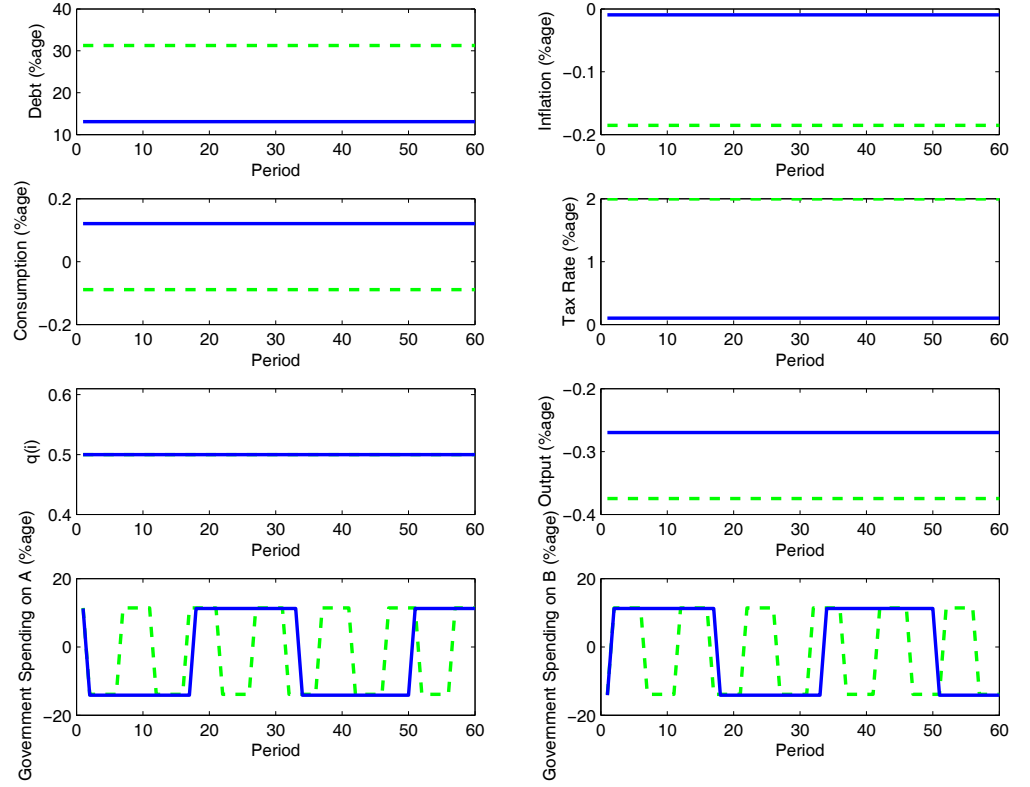 40
30
20
10
0 10 20 30 40 50 60
Debt (%age)
Period
0
−0.1
−0.2
0 10 20 30 40 50 60
Inflation (%age)
Period
0.2
0
−0.2
0 10 20 30 40 50 60
Consumption (%age)
Period
2
1
0
0 10 20 30 40 50 60
Tax Rate (%age)
Period
0.6
0.5
0.4
0 10 20 30 40 50 60
q(i)
Period
−0.2
−0.3
−0.4
0 10 20 30 40 50 60
Output (%age)
Period
20
0
−20
0 10 20 30 40 50 60
Government Spending on A (%age)
Period
20
0
−20
0 10 20 30 40 50 60
Government Spending on B (%age)
Period